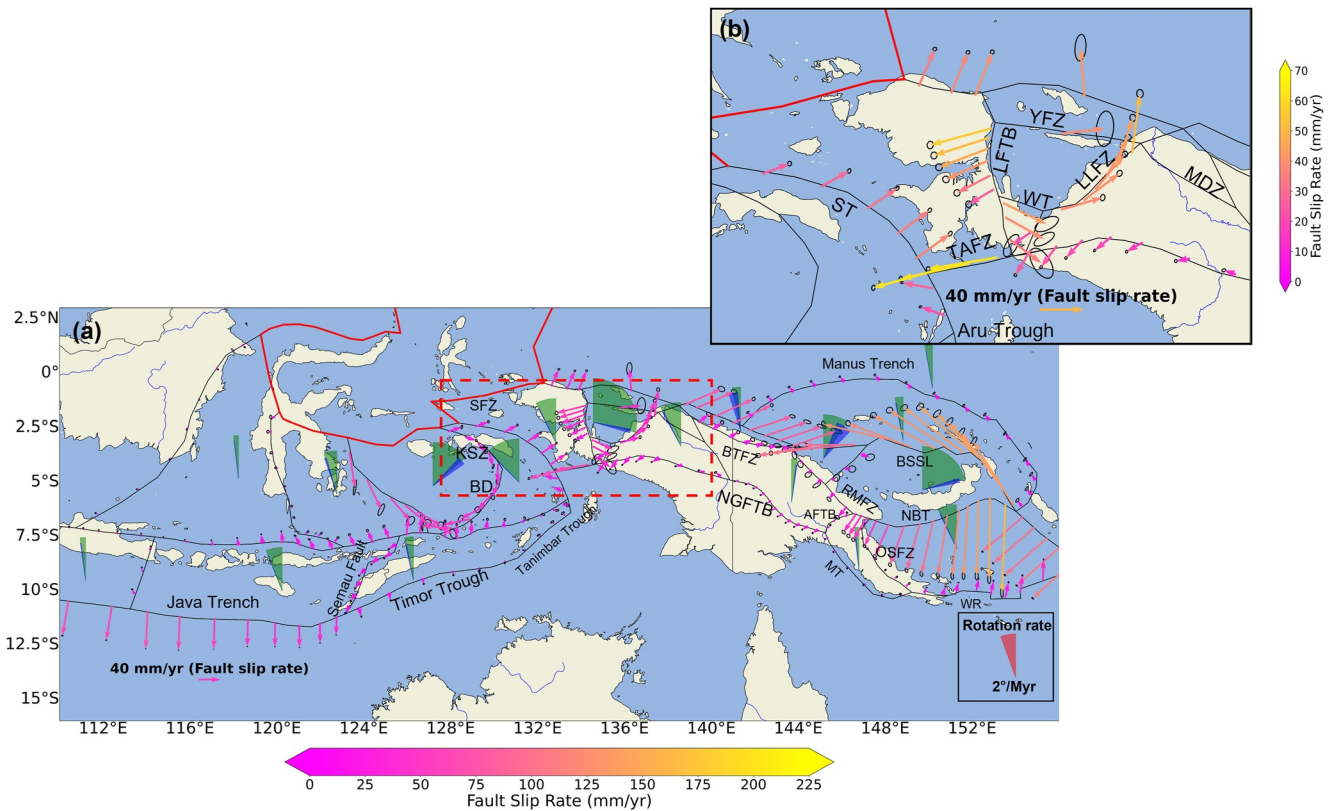 (b)
YFZ
LFTB
LLFZ
MDZ
WT
ST
TAFZ
40 mm/yr (Fault slip rate)
Aru Trough
70
60
50
40
30
20
10
0
Fault Slip Rate (mm/yr)
(a)
2.5°N
0°
2.5°S
5°S
7.5°S
10°S
12.5°S
15°S
Manus Trench
SFZ
KSZ
BD
BTFZ
BSSL
NGFTB
RMFZ
AFTB
NBT
OSFZ
MT
WR
Tanimbar Trough
Timor Trough
Semau Fault
Java Trench
40 mm/yr (Fault slip rate)
Rotation rate
2°/Myr
112°E 116°E 120°E 124°E 128°E 132°E 136°E 140°E 144°E 148°E 152°E
0 25 50 75 100 125 150 175 200 225
Fault Slip Rate (mm/yr)